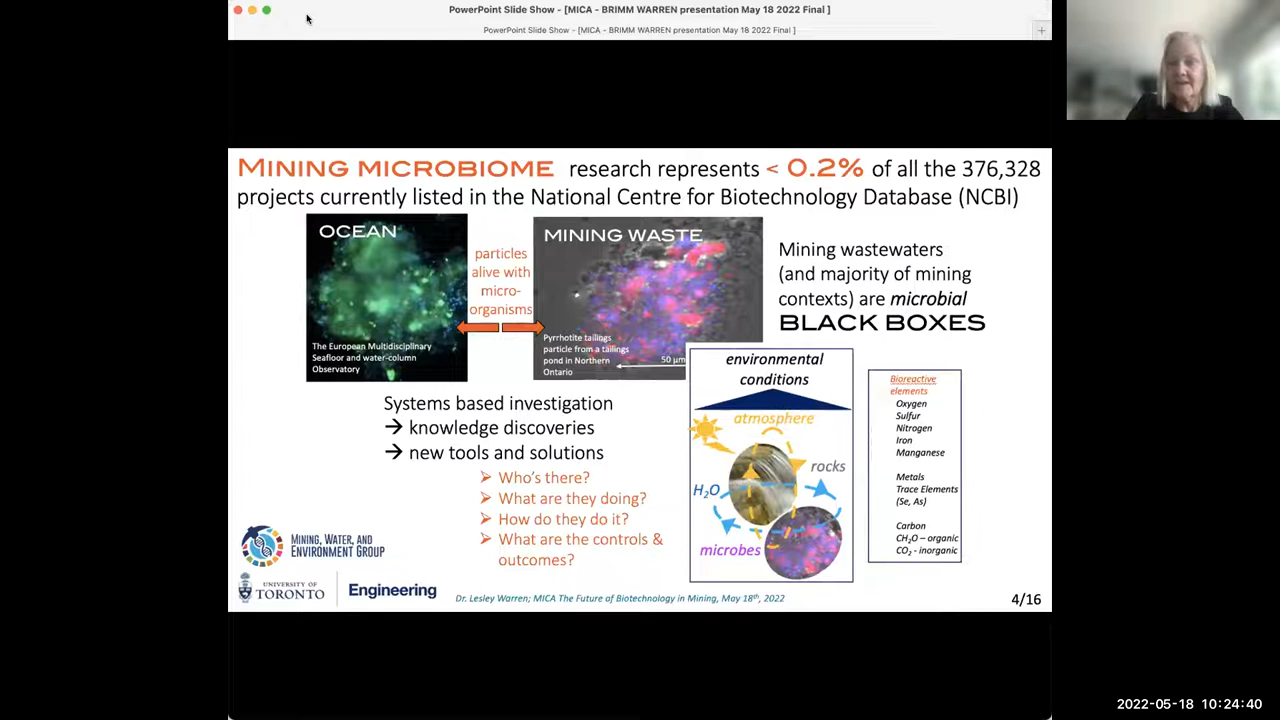 PowerPoint Slide Show - [MICA - BRIMM WARREN presentation May 18 2022 Final ]
PowerPoint Slide Show - [MICA - BRIMM WARREN presentation May 18 2022 Final ]
MINING MICROBIOME research represents < 0.2% of all the 376,328
projects currently listed in the National Centre for Biotechnology Database (NCBI)
OCEAN
The European Multidisciplinary
Seafloor and water-column
Observatory
particles
alive with
micro-
organisms
MINING WASTE
Pyrrhotite tailings
particle from a tailings
pond in Northern
Ontario
50 µm
Mining wastewaters
(and majority of mining
contexts) are microbial
BLACK BOXES
Systems based investigation
→ knowledge discoveries
→ new tools and solutions
➢ Who's there?
➢ What are they doing?
➢ How do they do it?
➢ What are the controls &
outcomes?
environmental
conditions
atmosphere
rocks
H₂O
microbes
Bioreactive
elements
Oxygen
Sulfur
Nitrogen
Iron
Manganese
Metals
Trace Elements
(Se, As)
Carbon
CH₂O – organic
CO₂ - inorganic
MINING, WATER, AND
ENVIRONMENT GROUP
UNIVERSITY OF
TORONTO
Engineering
Dr. Lesley Warren; MICA The Future of Biotechnology in Mining, May 18th, 2022
4/16
2022-05-18 10:24:40